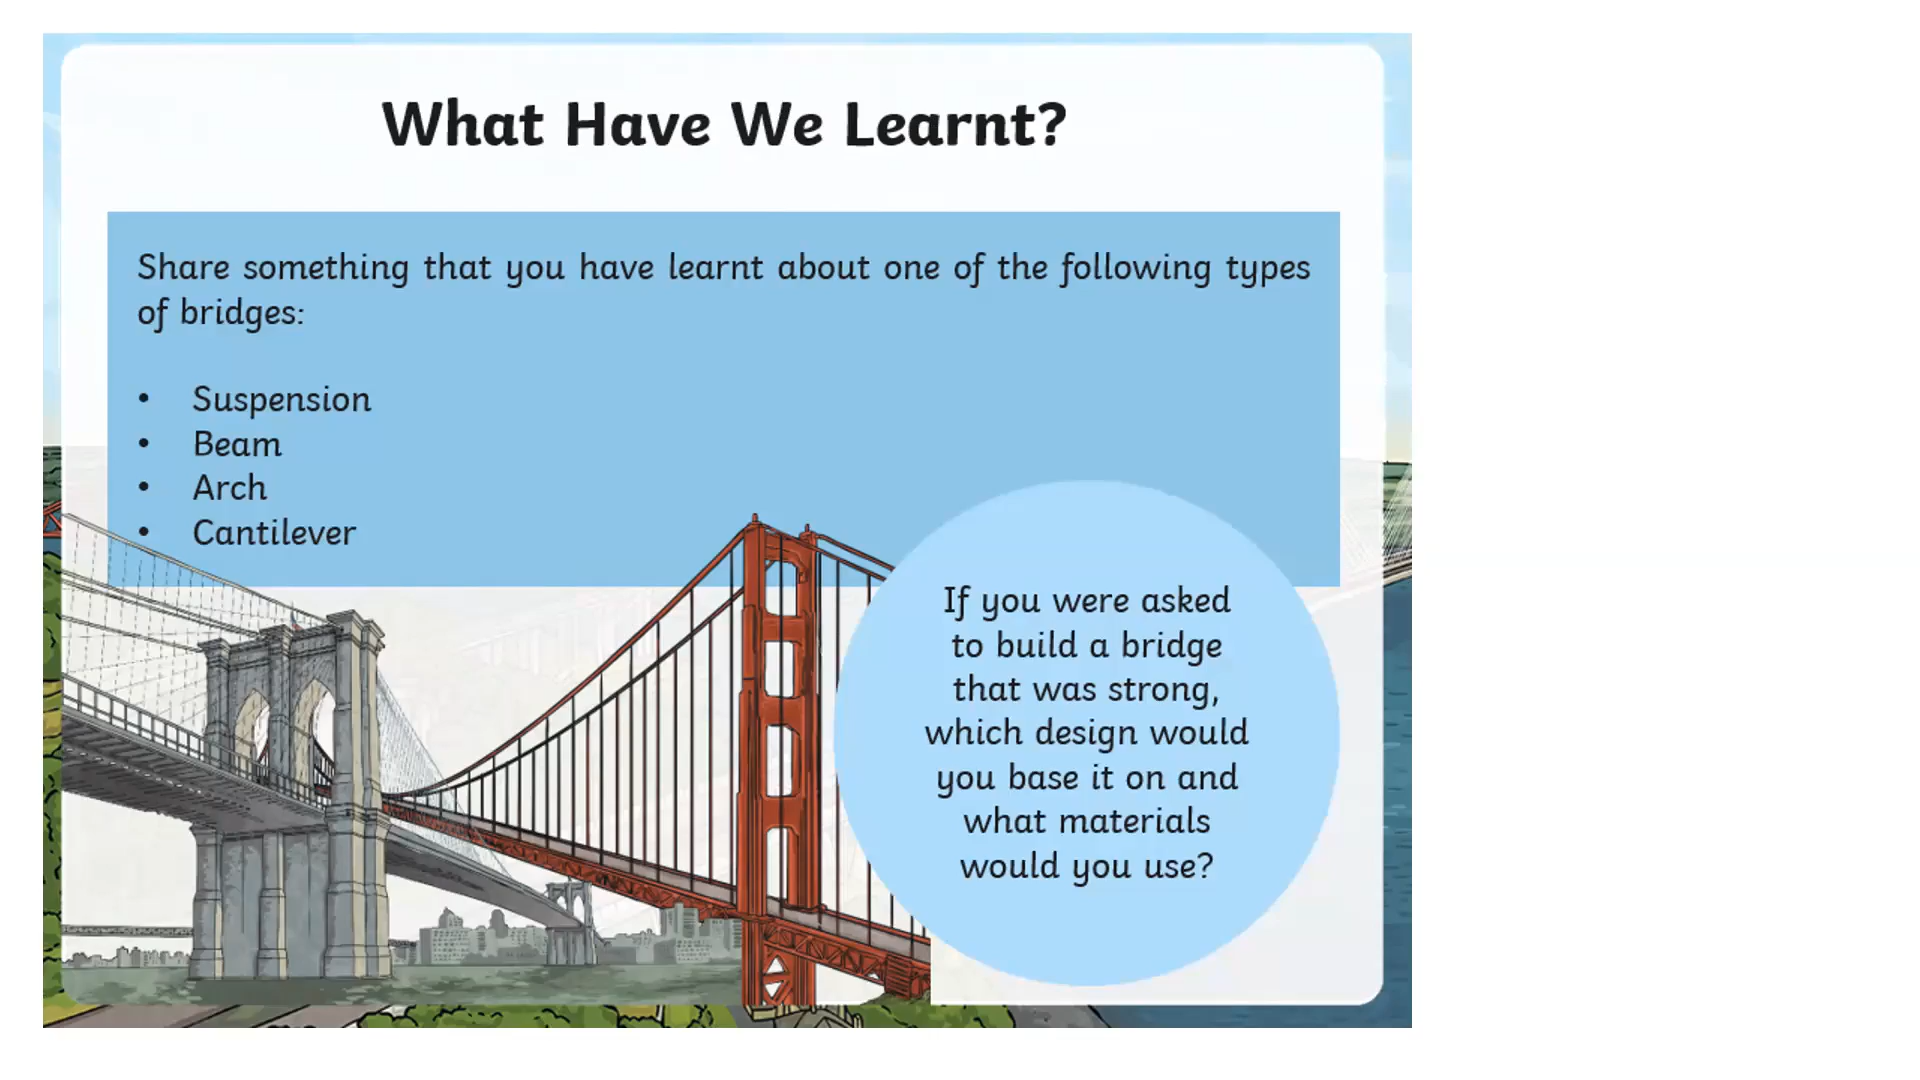 What Have We Learnt?
Share something that you have learnt about one of the following types
of bridges:
• Suspension
• Beam
• Arch
• Cantilever
If you were asked
to build a bridge
that was strong,
which design would
you base it on and
what materials
would you use?